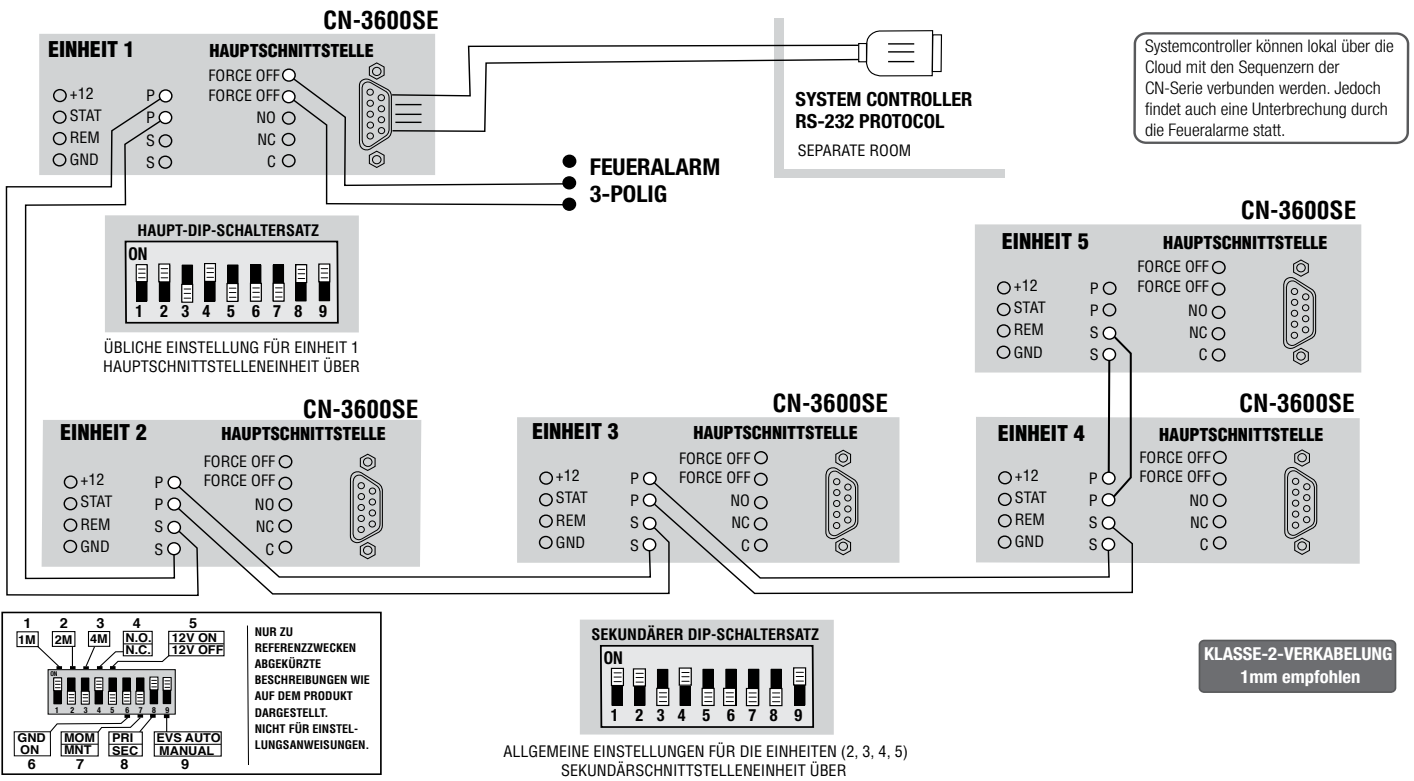 CN-3600SE
EINHEIT 1
HAUPTSCHNITTSTELLE
FORCE OFF
FORCE OFF
NO
NC
C
+12
STAT
REM
GND
P
P
S
S
SYSTEM CONTROLLER
RS-232 PROTOCOL
SEPARATE ROOM
Systemcontroller können lokal über die
Cloud mit den Sequenzern der
CN-Serie verbunden werden. Jedoch
findet auch eine Unterbrechung durch
die Feueralarme statt.
FEUERALARM
3-POLIG
HAUPT-DIP-SCHALTERSATZ
ON
1 2 3 4 5 6 7 8 9
ÜBLICHE EINSTELLUNG FÜR EINHEIT 1
HAUPTSCHNITTSTELLENEINHEIT ÜBER
CN-3600SE
EINHEIT 5
HAUPTSCHNITTSTELLE
FORCE OFF
FORCE OFF
NO
NC
C
+12
STAT
REM
GND
P
P
S
S
CN-3600SE
EINHEIT 2
HAUPTSCHNITTSTELLE
FORCE OFF
FORCE OFF
NO
NC
C
+12
STAT
REM
GND
P
P
S
S
CN-3600SE
EINHEIT 3
HAUPTSCHNITTSTELLE
FORCE OFF
FORCE OFF
NO
NC
C
+12
STAT
REM
GND
P
P
S
S
CN-3600SE
EINHEIT 4
HAUPTSCHNITTSTELLE
FORCE OFF
FORCE OFF
NO
NC
C
+12
STAT
REM
GND
P
P
S
S
1 2 3 4 5
1M 2M 4M N.O. 12V ON
N.C. 12V OFF
ON
1 2 3 4 5 6 7 8 9
GND MOM PRI EVS AUTO
ON MNT SEC MANUAL
6 7 8 9
NUR ZU
REFERENZZWECKEN
ABGEKÜRZTE
BESCHREIBUNGEN WIE
AUF DEM PRODUKT
DARGESTELLT.
NICHT FÜR EINSTEL-
LUNGSANWEISUNGEN.
SEKUNDÄRER DIP-SCHALTERSATZ
ON
1 2 3 4 5 6 7 8 9
ALLGEMEINE EINSTELLUNGEN FÜR DIE EINHEITEN (2, 3, 4, 5)
SEKUNDÄRSCHNITTSTELLENEINHEIT ÜBER
KLASSE-2-VERKABELUNG
1mm empfohlen